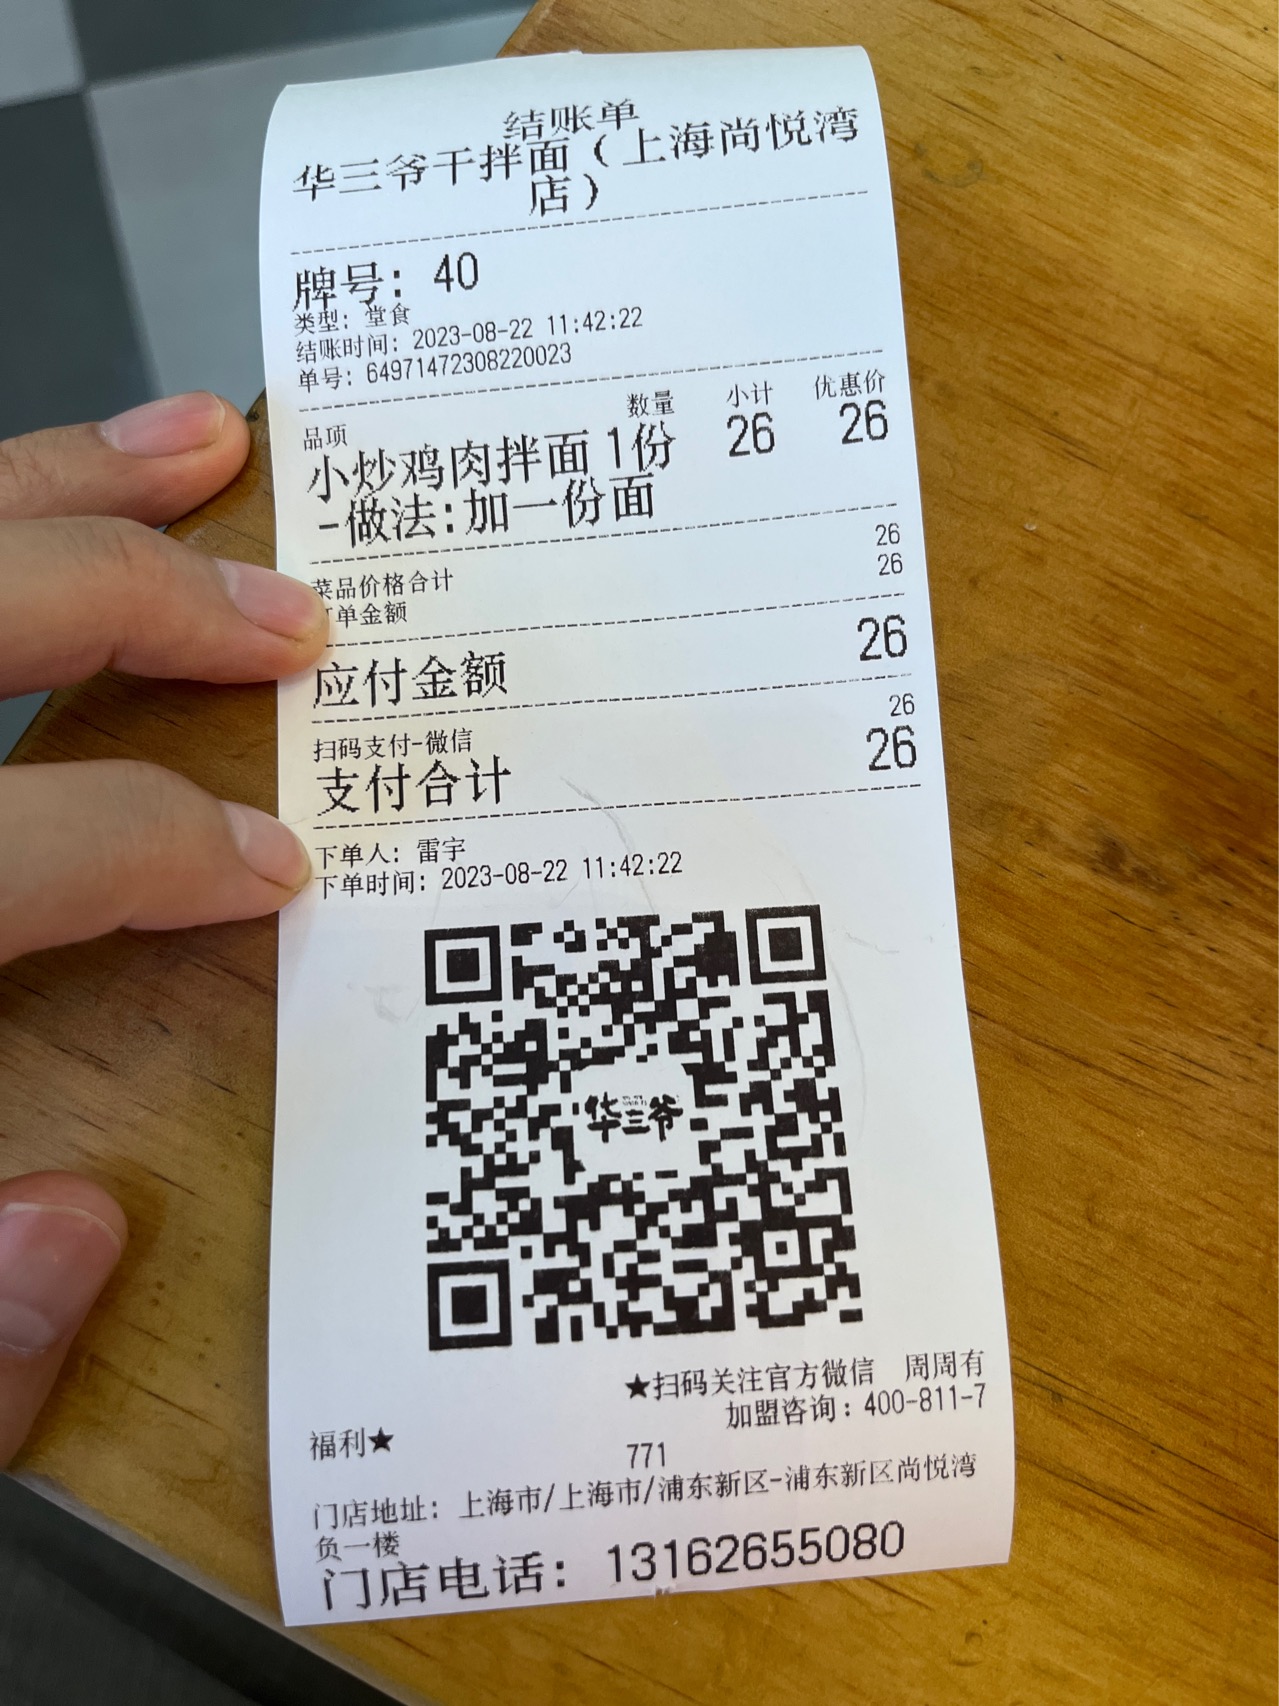 结账单
华三爷干拌面（上海尚悦湾
店）
牌号：40
类型：堂食
结账时间：2023-08-22 11:42:22
单号：64971472308220023
品项 数量 小计 优惠价
小炒鸡肉拌面 1份 26 26
-做法:加一份面
菜品价格合计 26
单金额 26
应付金额 26
扫码支付-微信 26
支付合计 26
下单人：雷宇
下单时间：2023-08-22 11:42:22
华三爷
★扫码关注官方微信 周周有
福利★
加盟咨询：400-811-7
771
门店地址：上海市/上海市/浦东新区-浦东新区尚悦湾
负一楼
门店电话：13162655080